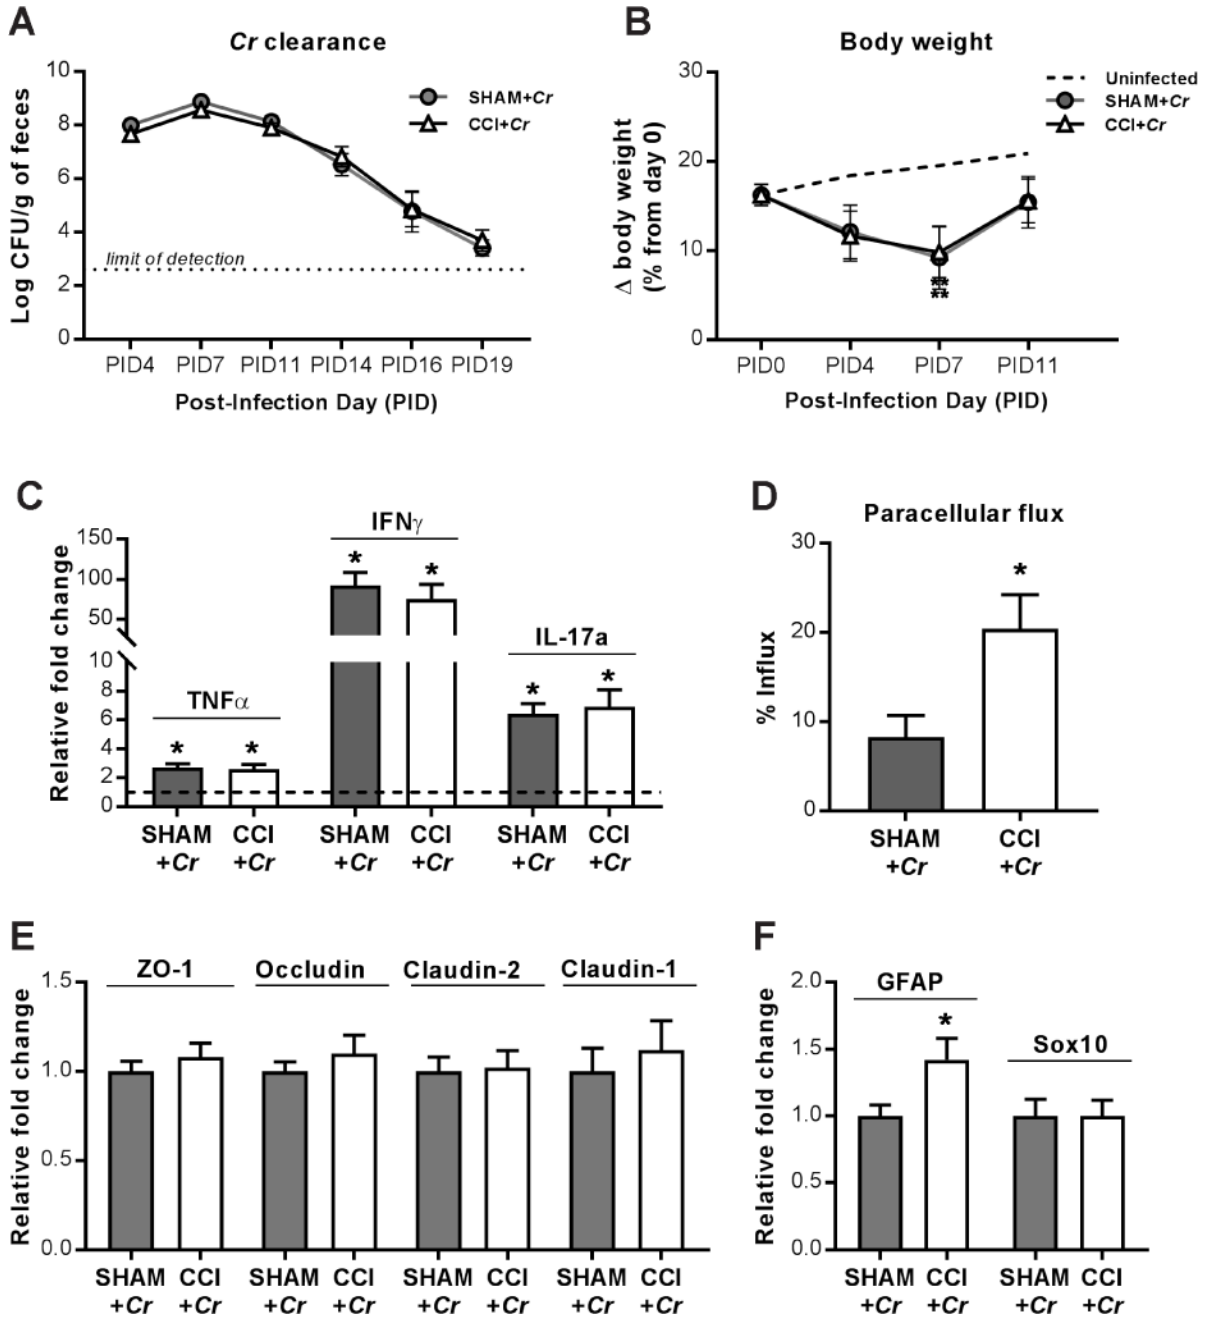 A
Cr clearance
Log CFU/g of feces
10
8
6
4
2
0
SHAM+Cr
CCI+Cr
limit of detection
PID4 PID7 PID11 PID14 PID16 PID19
Post-Infection Day (PID)
B
Body weight
Δ body weight
(% from day 0)
30
20
10
0
Uninfected
SHAM+Cr
CCI+Cr
**
**
PID0 PID4 PID7 PID11
Post-Infection Day (PID)
C
Relative fold change
150
100
50
10
8
6
4
2
0
TNFα
* *
IFNγ
* *
IL-17a
* *
SHAM CCI SHAM CCI SHAM CCI
+Cr +Cr +Cr +Cr +Cr +Cr
D
Paracellular flux
% Influx
30
20
10
0
*
SHAM CCI
+Cr +Cr
E
Relative fold change
1.5
1.0
0.5
0.0
ZO-1 Occludin Claudin-2 Claudin-1
SHAM CCI SHAM CCI SHAM CCI SHAM CCI
+Cr +Cr +Cr +Cr +Cr +Cr +Cr +Cr
F
Relative fold change
2.0
1.5
1.0
0.5
0.0
GFAP
*
Sox10
SHAM CCI SHAM CCI
+Cr +Cr +Cr +Cr